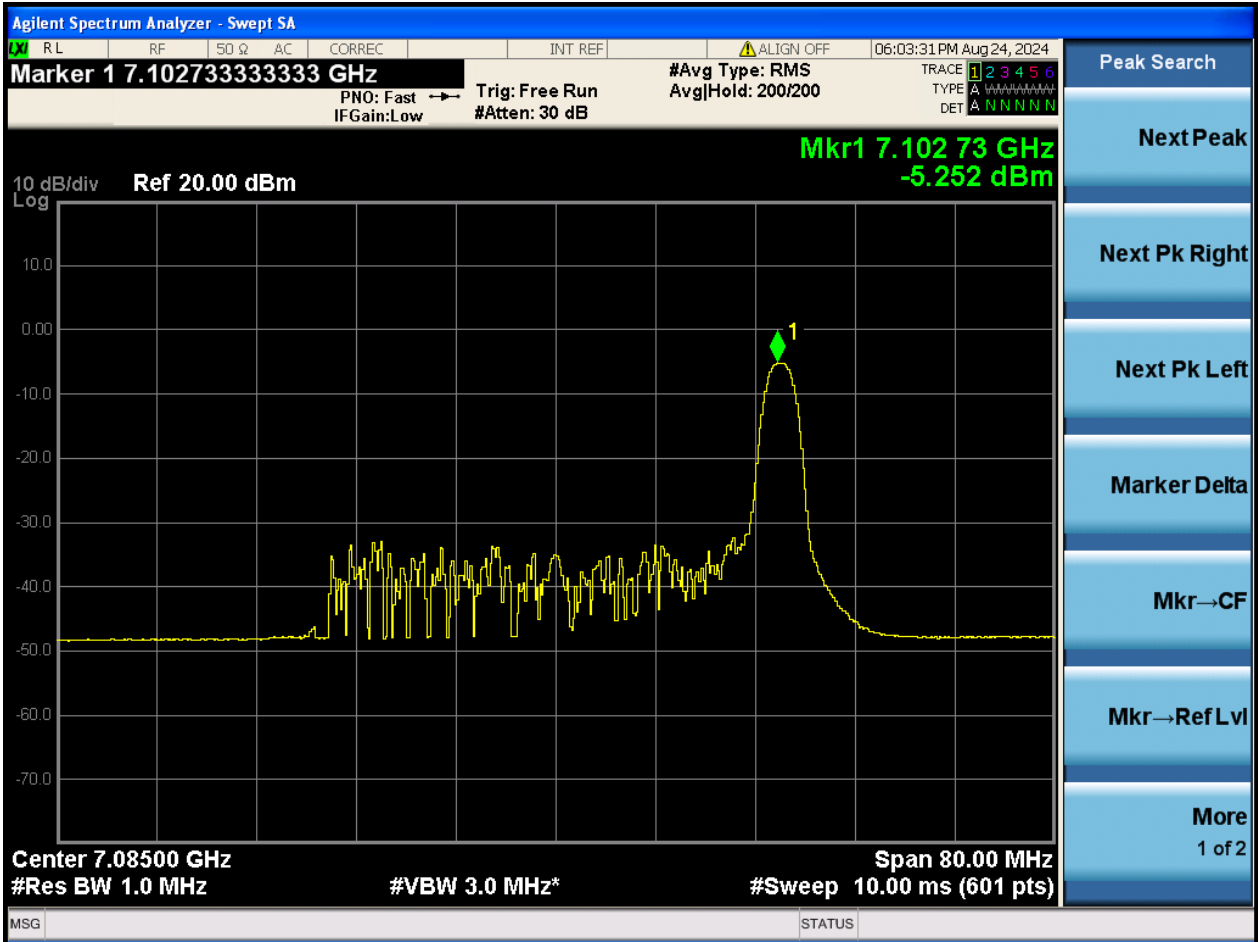 Agilent Spectrum Analyzer - Swept SA
LXI RL RF 50 Ω AC CORREC INT REF ALIGN OFF 06:03:31 PM Aug 24, 2024
Marker 1 7.102733333333 GHz
PNO: Fast
IFGain:Low
Trig: Free Run
#Atten: 30 dB
#Avg Type: RMS
Avg|Hold: 200/200
TRACE 1 2 3 4 5 6
TYPE A WWWWW
DET A N N N N N
Mkr1 7.102 73 GHz
-5.252 dBm
10 dB/div Ref 20.00 dBm
Log
10.0
0.00
-10.0
-20.0
-30.0
-40.0
-50.0
-60.0
-70.0
1
Center 7.08500 GHz Span 80.00 MHz
#Res BW 1.0 MHz #VBW 3.0 MHz* #Sweep 10.00 ms (601 pts)
MSG STATUS
Peak Search
Next Peak
Next Pk Right
Next Pk Left
Marker Delta
Mkr→CF
Mkr→Ref Lvl
More
1 of 2